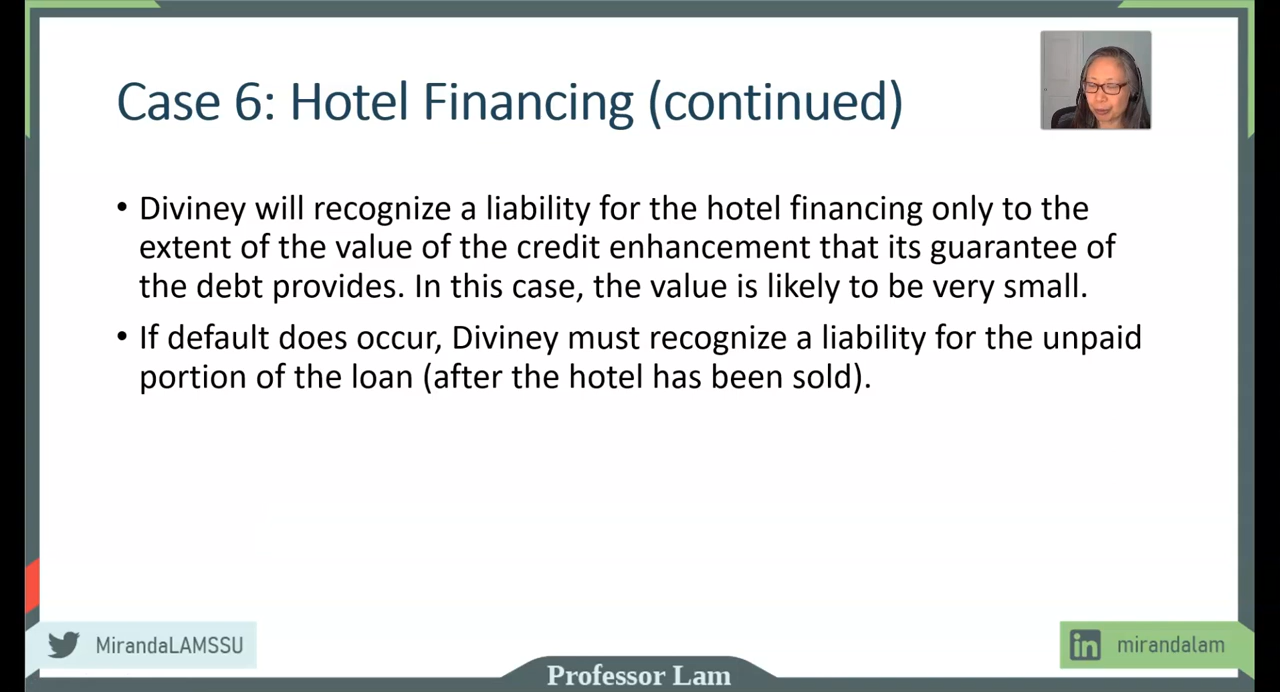 Case 6: Hotel Financing (continued)
• Diviney will recognize a liability for the hotel financing only to the
extent of the value of the credit enhancement that its guarantee of
the debt provides. In this case, the value is likely to be very small.
• If default does occur, Diviney must recognize a liability for the unpaid
portion of the loan (after the hotel has been sold).
MirandaLAMSSU
in mirandalam
Professor Lam